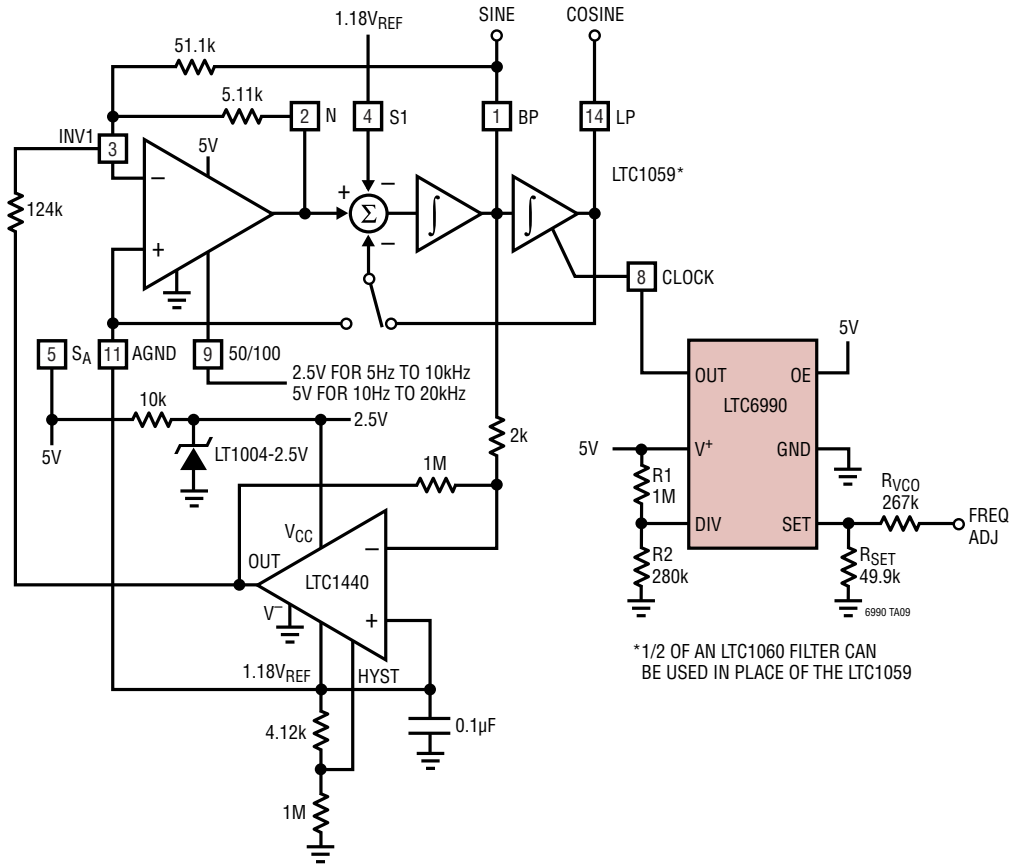 1.18VREF
SINE
COSINE
51.1k
5.11k
2
N
4
S1
1
BP
14
LP
INV1
3
5V
LTC1059*
124k
−
+
+
−
Σ
−
∫
∫
8
CLOCK
5
SA
11
AGND
9
50/100
2.5V FOR 5Hz TO 10kHz
5V FOR 10Hz TO 20kHz
10k
2.5V
5V
LT1004-2.5V
2k
1M
VCC
OUT
LTC1440
−
+
V−
1.18VREF
HYST
4.12k
0.1µF
1M
5V
OUT
OE
LTC6990
5V
V+
GND
R1
1M
RVCO
267k
DIV
SET
FREQ
ADJ
R2
280k
RSET
49.9k
6990 TA09
*1/2 OF AN LTC1060 FILTER CAN
BE USED IN PLACE OF THE LTC1059